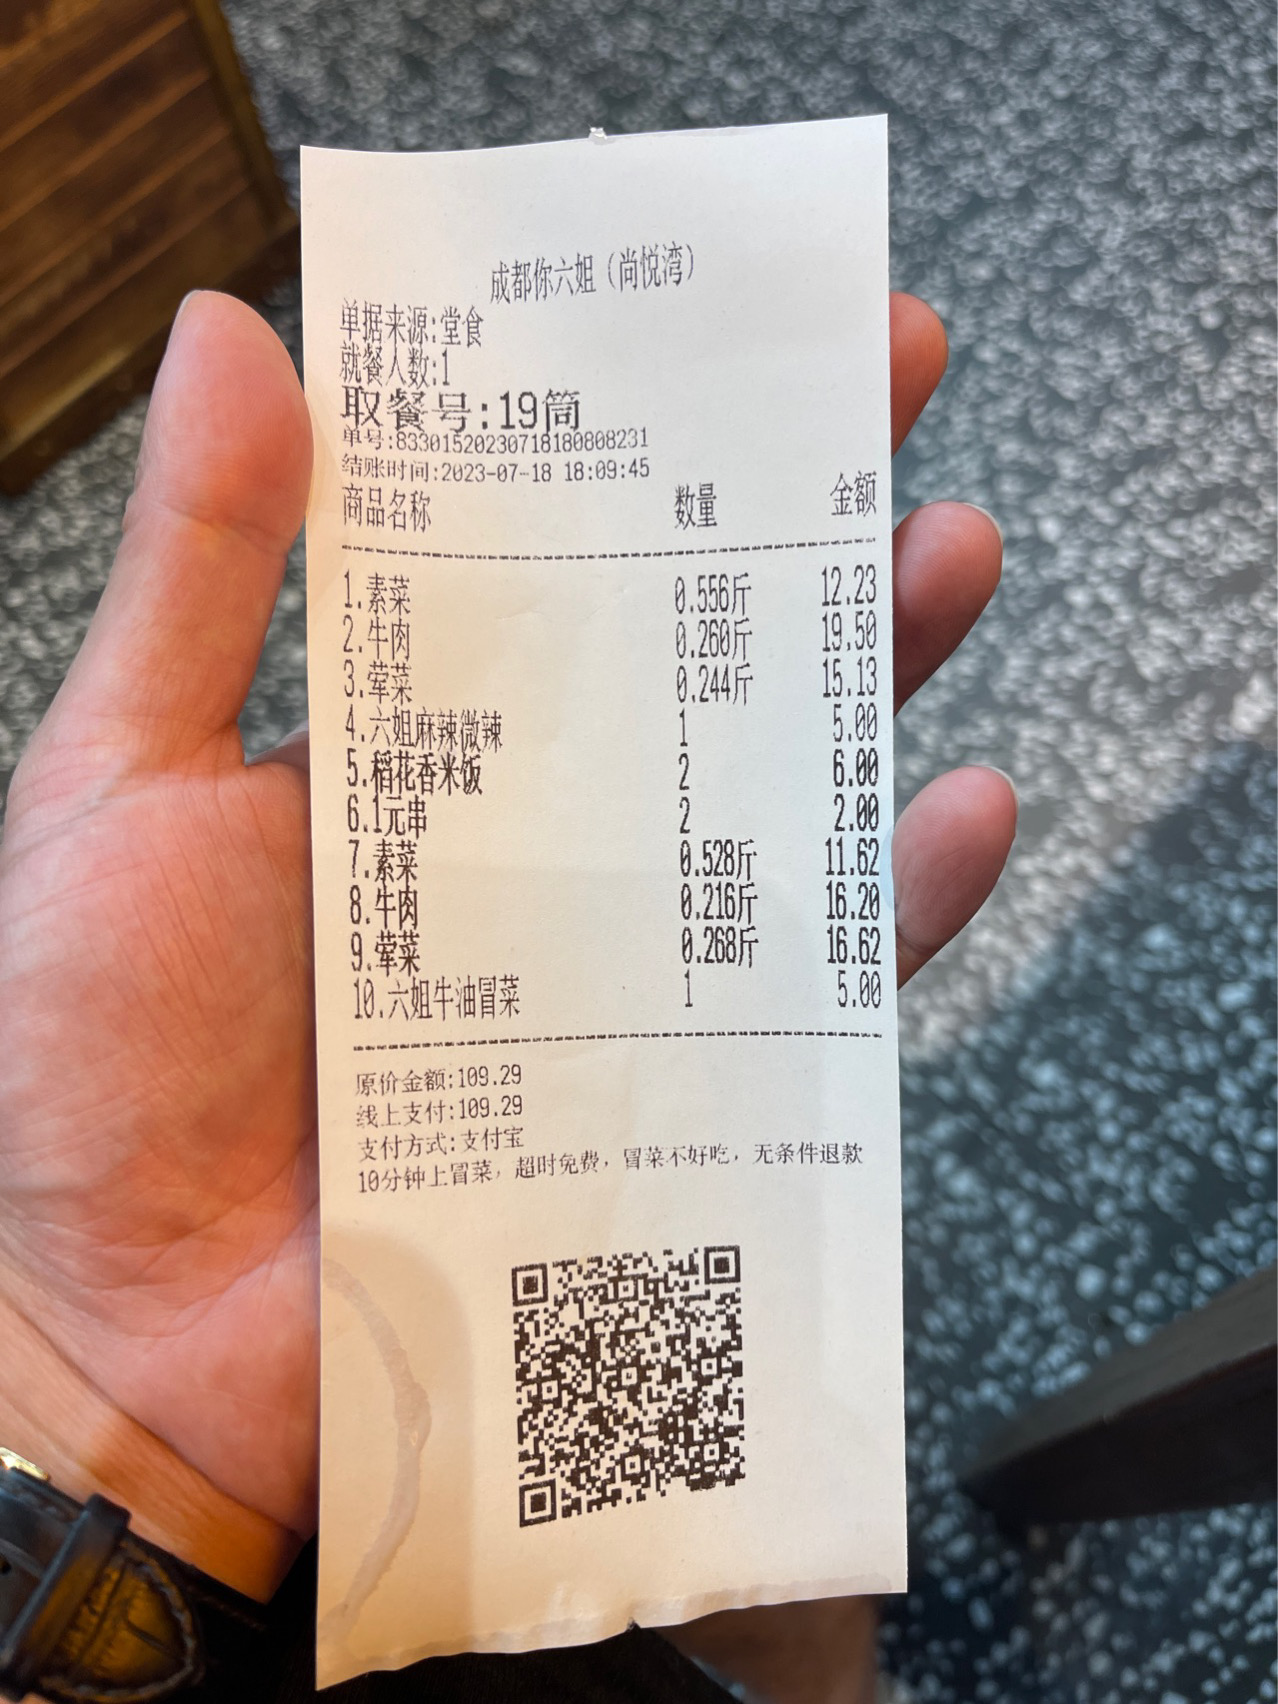 成都你六姐（尚悦湾）
单据来源:堂食
就餐人数:1
取餐号:19筒
单号:83301520230718180808231
结账时间:2023-07-18 18:09:45
商品名称 数量 金额
1.素菜 0.556斤 12.23
2.牛肉 0.260斤 19.50
3.荤菜 0.244斤 15.13
4.六姐麻辣微辣 1 5.00
5.稻花香米饭 2 6.00
6.1元串 2 2.00
7.素菜 0.528斤 11.62
8.牛肉 0.216斤 16.20
9.荤菜 0.268斤 16.62
10.六姐牛油冒菜 1 5.00
原价金额:109.29
线上支付:109.29
支付方式:支付宝
10分钟上冒菜，超时免费，冒菜不好吃，无条件退款